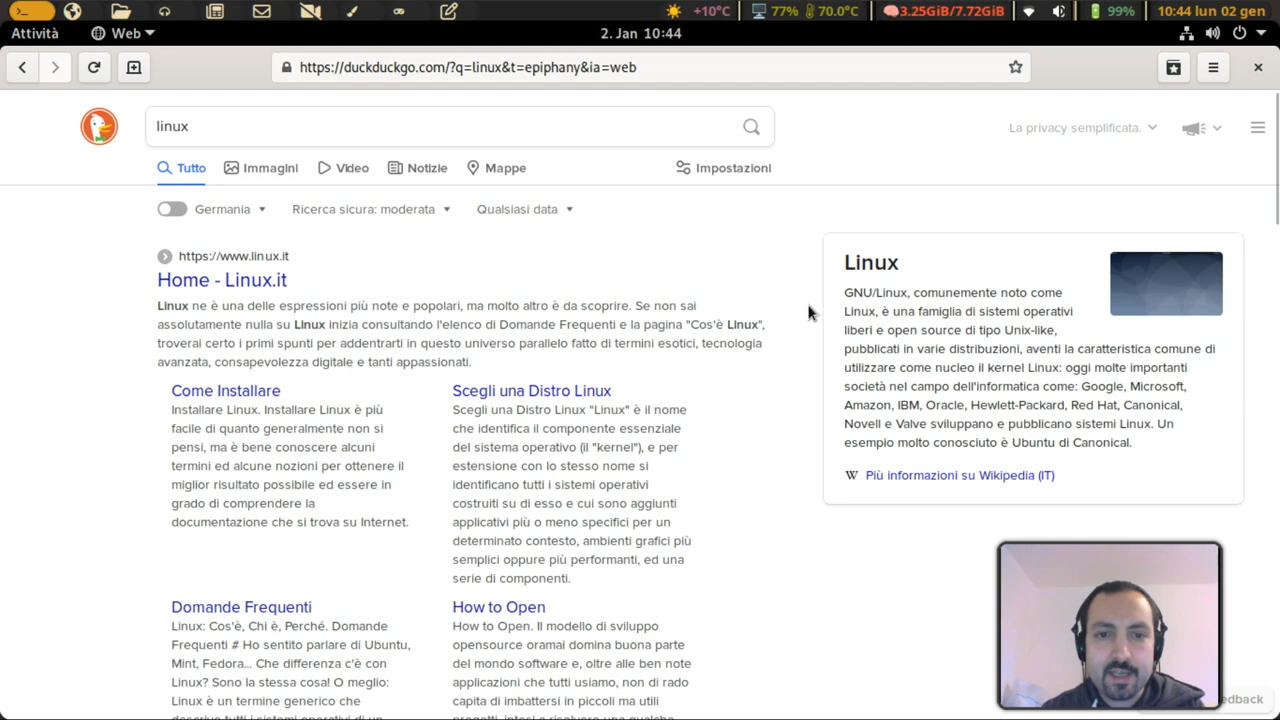 +10°C 77% 70.0°C 3.25GiB/7.72GiB 99% 10:44 lun 02 gen
Attività Web 2. Jan 10:44
https://duckduckgo.com/?q=linux&t=epiphany&ia=web
linux
La privacy semplificata.
Tutto Immagini Video Notizie Mappe Impostazioni
Germania Ricerca sicura: moderata Qualsiasi data
https://www.linux.it
Home - Linux.it
Linux ne è una delle espressioni più note e popolari, ma molto altro è da scoprire. Se non sai
assolutamente nulla su Linux inizia consultando l'elenco di Domande Frequenti e la pagina "Cos'è Linux",
troverai certo i primi spunti per addentrarti in questo universo parallelo fatto di termini esotici, tecnologia
avanzata, consapevolezza digitale e tanti appassionati.
Come Installare
Installare Linux. Installare Linux è più
facile di quanto generalmente non si
pensi, ma è bene conoscere alcuni
termini ed alcune nozioni per ottenere il
miglior risultato possibile ed essere in
grado di comprendere la
documentazione che si trova su Internet.
Scegli una Distro Linux
Scegli una Distro Linux "Linux" è il nome
che identifica il componente essenziale
del sistema operativo (il "kernel"), e per
estensione con lo stesso nome si
identificano tutti i sistemi operativi
costruiti su di esso e cui sono aggiunti
applicativi più o meno specifici per un
determinato contesto, ambienti grafici più
semplici oppure più performanti, ed una
serie di componenti.
Domande Frequenti
Linux: Cos'è, Chi è, Perché. Domande
Frequenti # Ho sentito parlare di Ubuntu,
Mint, Fedora... Che differenza c'è con
Linux? Sono la stessa cosa! O meglio:
Linux è un termine generico che
descrive tutti i sistemi operativi di un
How to Open
How to Open. Il modello di sviluppo
opensource oramai domina buona parte
del mondo software e, oltre alle ben note
applicazioni che tutti usiamo, non di rado
capita di imbattersi in piccoli ma utili
progetti, intesi a risolvere una qualche
Linux
GNU/Linux, comunemente noto come
Linux, è una famiglia di sistemi operativi
liberi e open source di tipo Unix-like,
pubblicati in varie distribuzioni, aventi la caratteristica comune di
utilizzare come nucleo il kernel Linux: oggi molte importanti
società nel campo dell'informatica come: Google, Microsoft,
Amazon, IBM, Oracle, Hewlett-Packard, Red Hat, Canonical,
Novell e Valve sviluppano e pubblicano sistemi Linux. Un
esempio molto conosciuto è Ubuntu di Canonical.
W Più informazioni su Wikipedia (IT)
edback